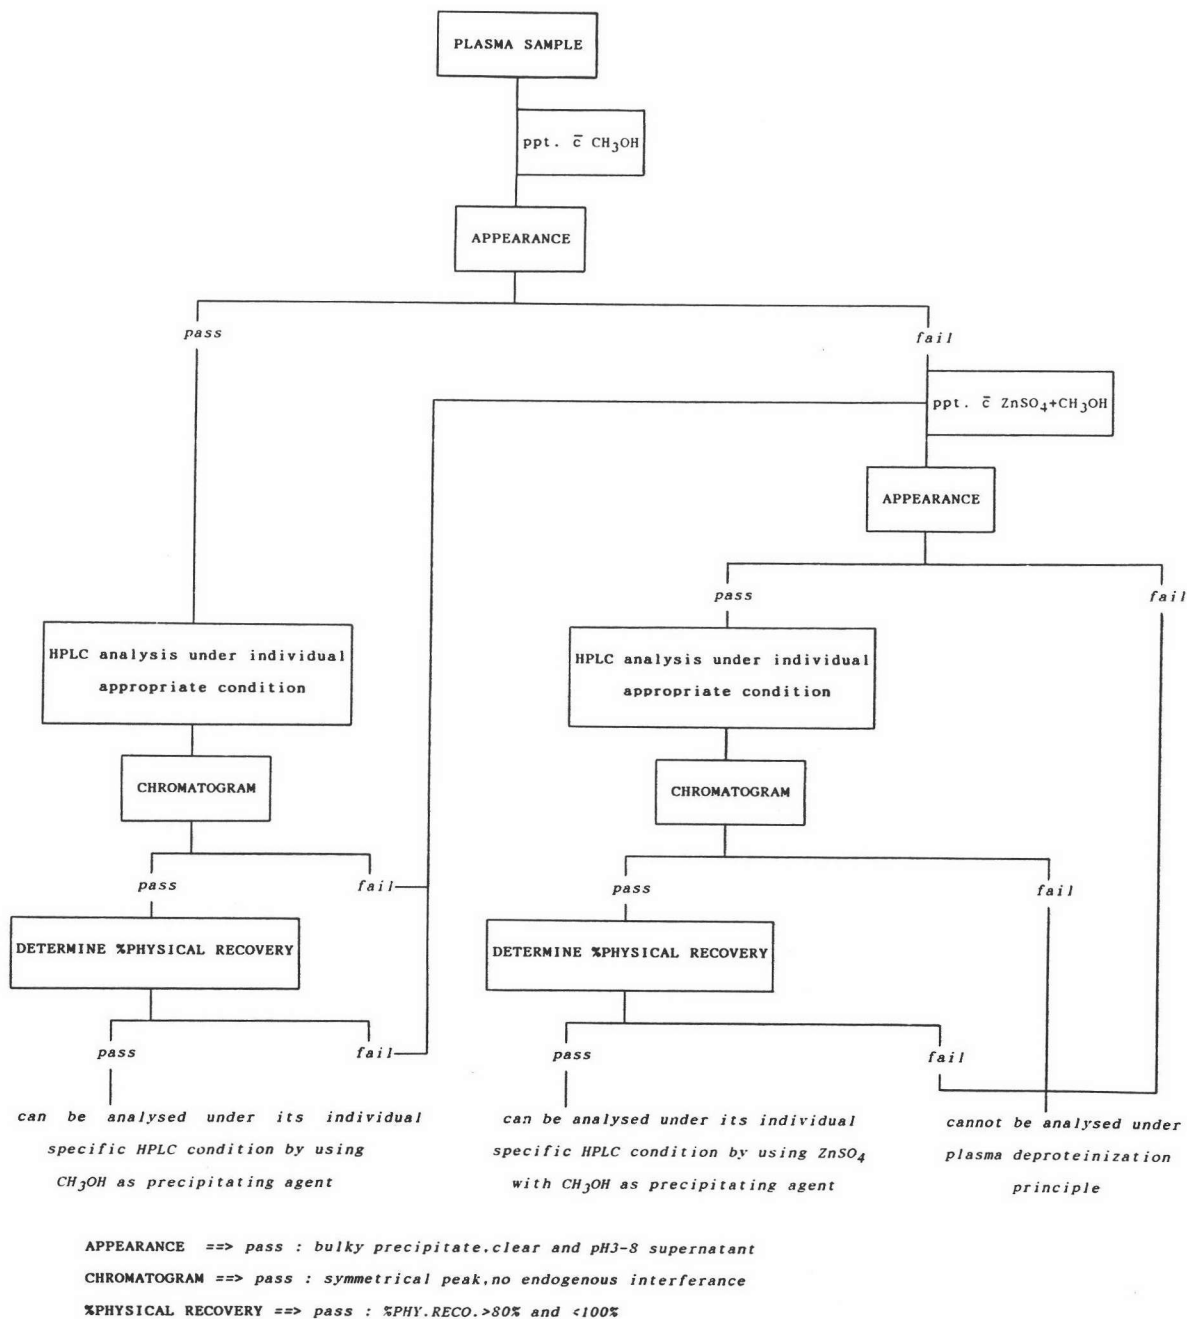 PLASMA SAMPLE
ppt. c̅ CH₃OH
APPEARANCE
pass
fail
ppt. c̅ ZnSO₄+CH₃OH
APPEARANCE
pass
fail
HPLC analysis under individual
appropriate condition
CHROMATOGRAM
pass
fail
DETERMINE %PHYSICAL RECOVERY
pass
fail
can be analysed under its individual
specific HPLC condition by using
CH₃OH as precipitating agent
HPLC analysis under individual
appropriate condition
CHROMATOGRAM
pass
fail
DETERMINE %PHYSICAL RECOVERY
pass
fail
can be analysed under its individual
specific HPLC condition by using ZnSO₄
with CH₃OH as precipitating agent
cannot be analysed under
plasma deproteinization
principle
APPEARANCE ==> pass : bulky precipitate,clear and pH3-8 supernatant
CHROMATOGRAM ==> pass : symmetrical peak,no endogenous interferance
%PHYSICAL RECOVERY ==> pass : %PHY.RECO.>80% and <100%